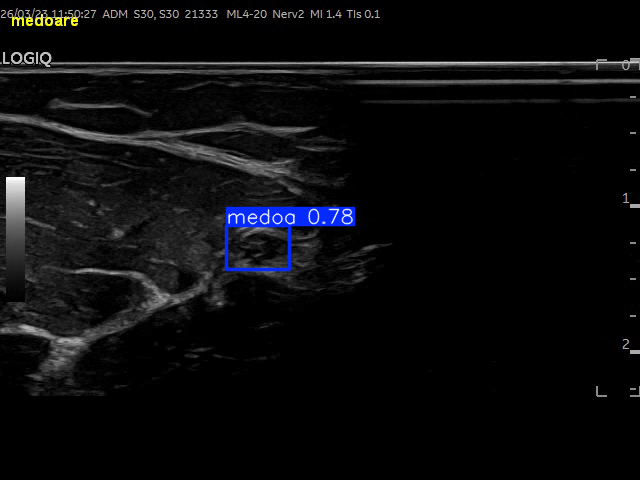 26/03/23 11:50:27 ADM S30, S30 21333 ML4-20 Nerv2 MI 1.4 TIs 0.1
medoare
LOGIQ
0
1
medoa 0.78
2